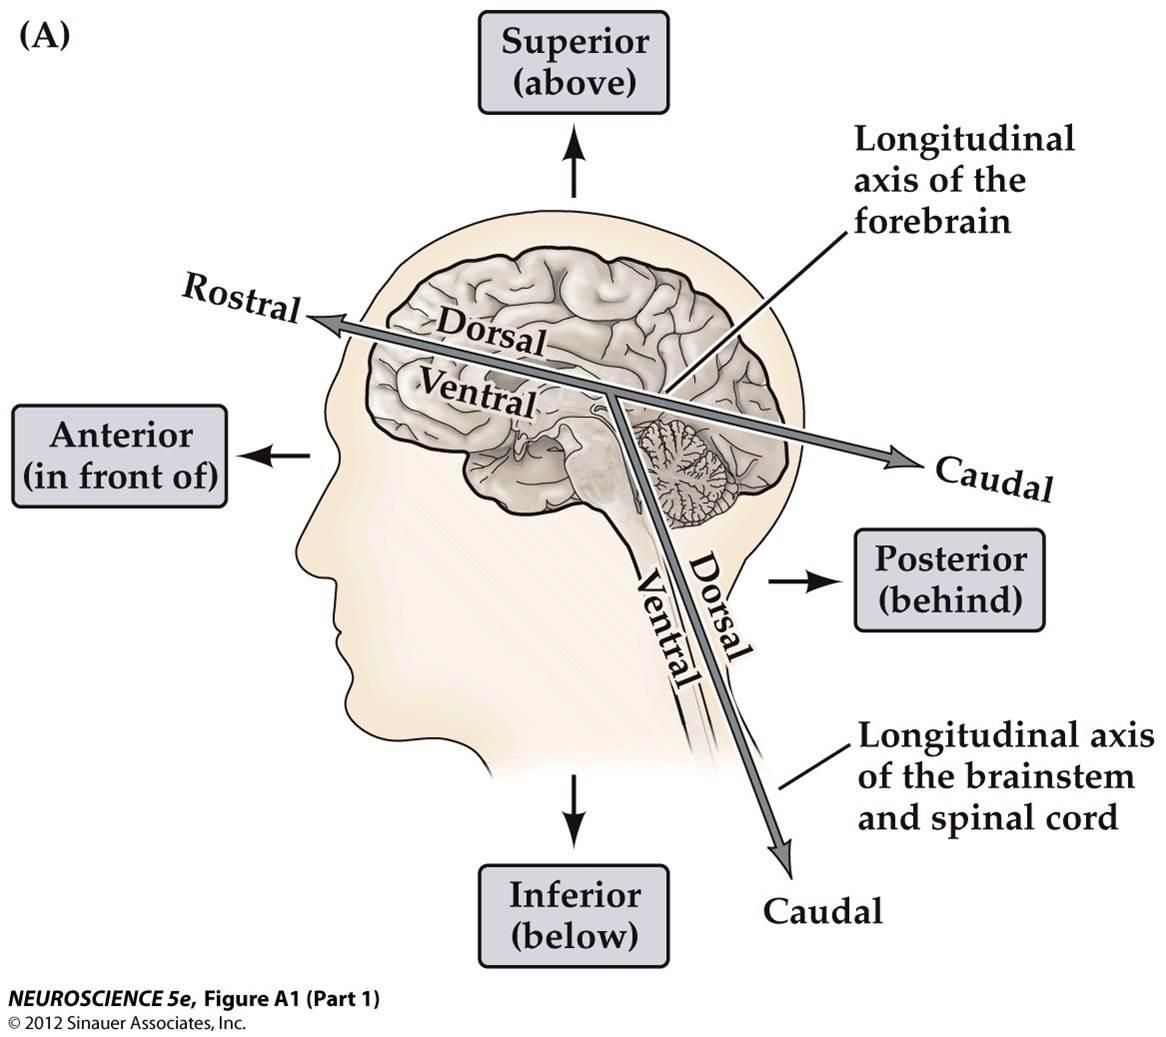 (A)
Superior
(above)
Longitudinal
axis of the
forebrain
Rostral
Dorsal
Ventral
Anterior
(in front of)
Caudal
Posterior
(behind)
Dorsal
Ventral
Longitudinal axis
of the brainstem
and spinal cord
Inferior
(below)
Caudal
NEUROSCIENCE 5e, Figure A1 (Part 1)
© 2012 Sinauer Associates, Inc.